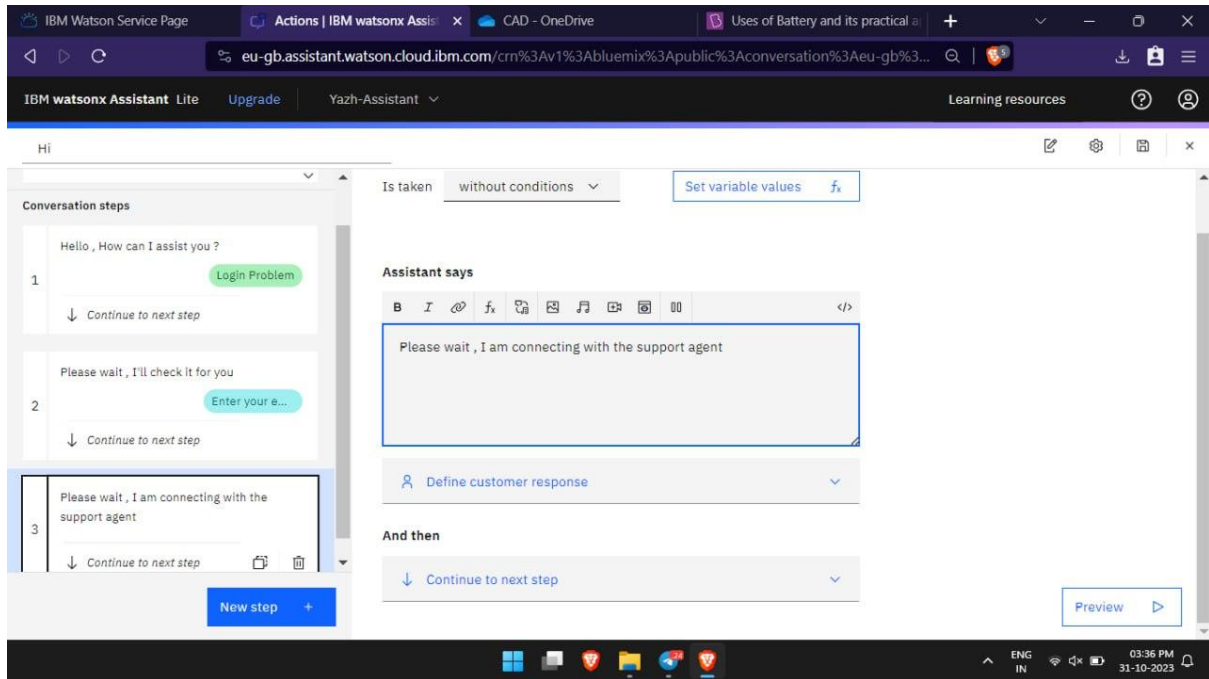 IBM Watson Service Page
Actions | IBM watsonx Assist
CAD - OneDrive
Uses of Battery and its practical a
eu-gb.assistant.watson.cloud.ibm.com/crn%3Av1%3Abluemix%3Apublic%3Aconversation%3Aeu-gb%3...
5
IBM watsonx Assistant Lite
Upgrade
Yazh-Assistant
Learning resources
Hi
Conversation steps
1
Hello , How can I assist you ?
Login Problem
Continue to next step
2
Please wait , I'll check it for you
Enter your e...
Continue to next step
3
Please wait , I am connecting with the
support agent
Continue to next step
New step +
Is taken without conditions
Set variable values fx
Assistant says
B I fx </>
Please wait , I am connecting with the support agent
Define customer response
And then
Continue to next step
Preview
24
ENG
IN
03:36 PM
31-10-2023